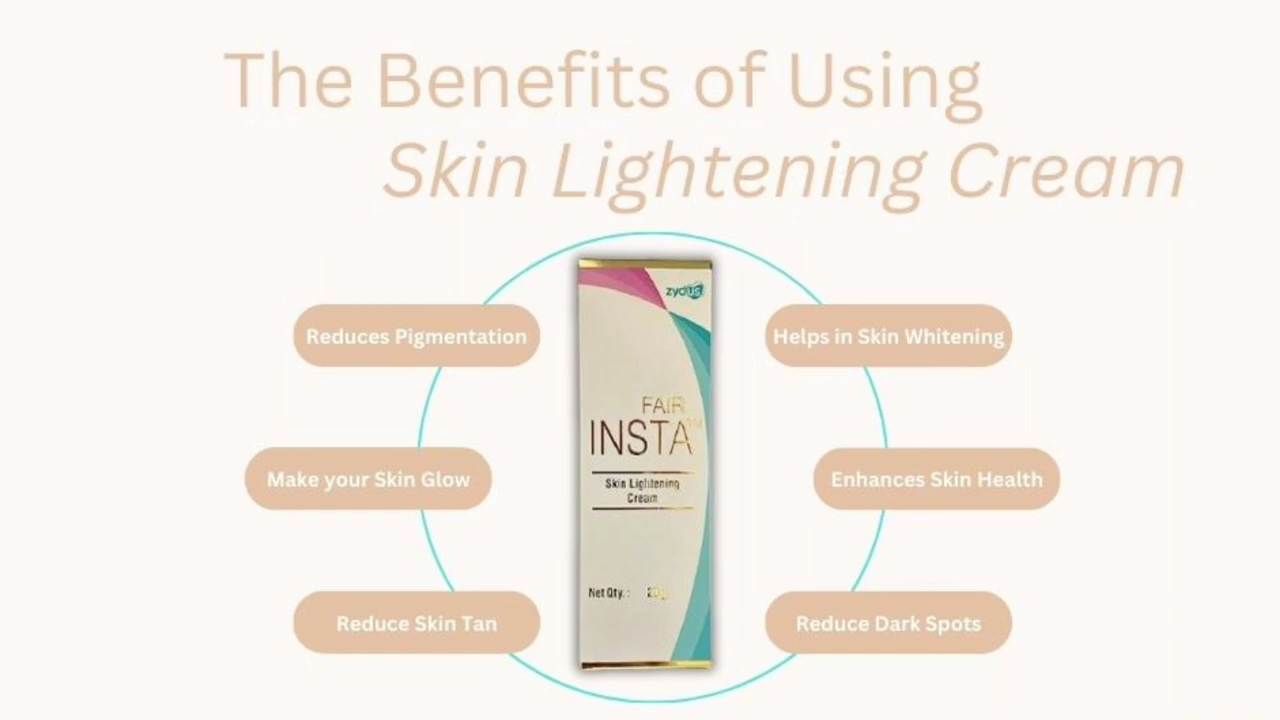 The Benefits of Using
Skin Lightening Cream
zydus
Reduces Pigmentation
Helps in Skin Whitening
FAIR
INSTA™
Make your Skin Glow
Skin Lightening
Cream
Enhances Skin Health
Net Qty. :
Reduce Skin Tan
Reduce Dark Spots